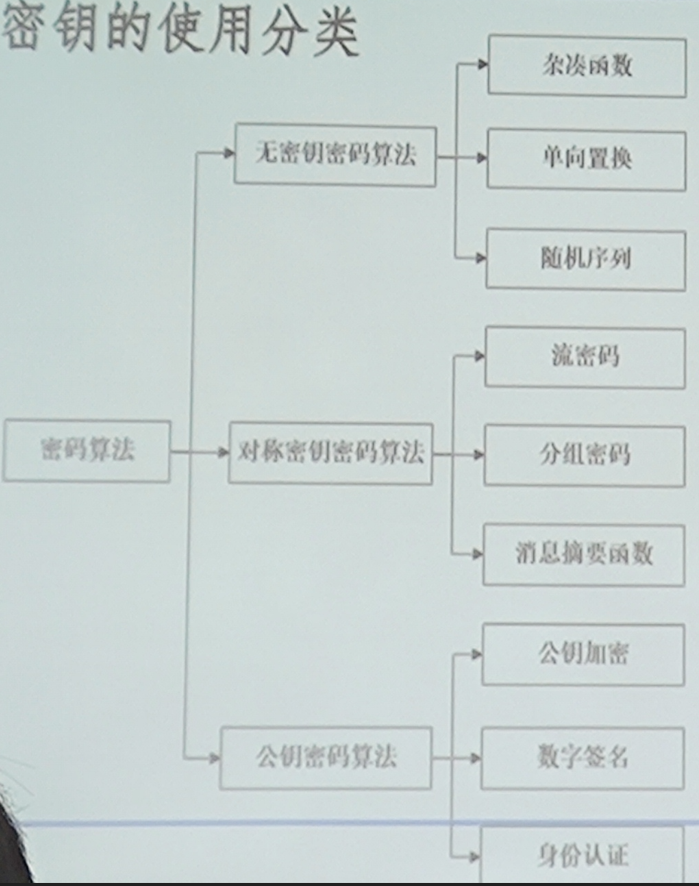 密钥的使用分类
密码算法
无密钥密码算法
杂凑函数
单向置换
随机序列
对称密钥密码算法
流密码
分组密码
消息摘要函数
公钥密码算法
公钥加密
数字签名
身份认证